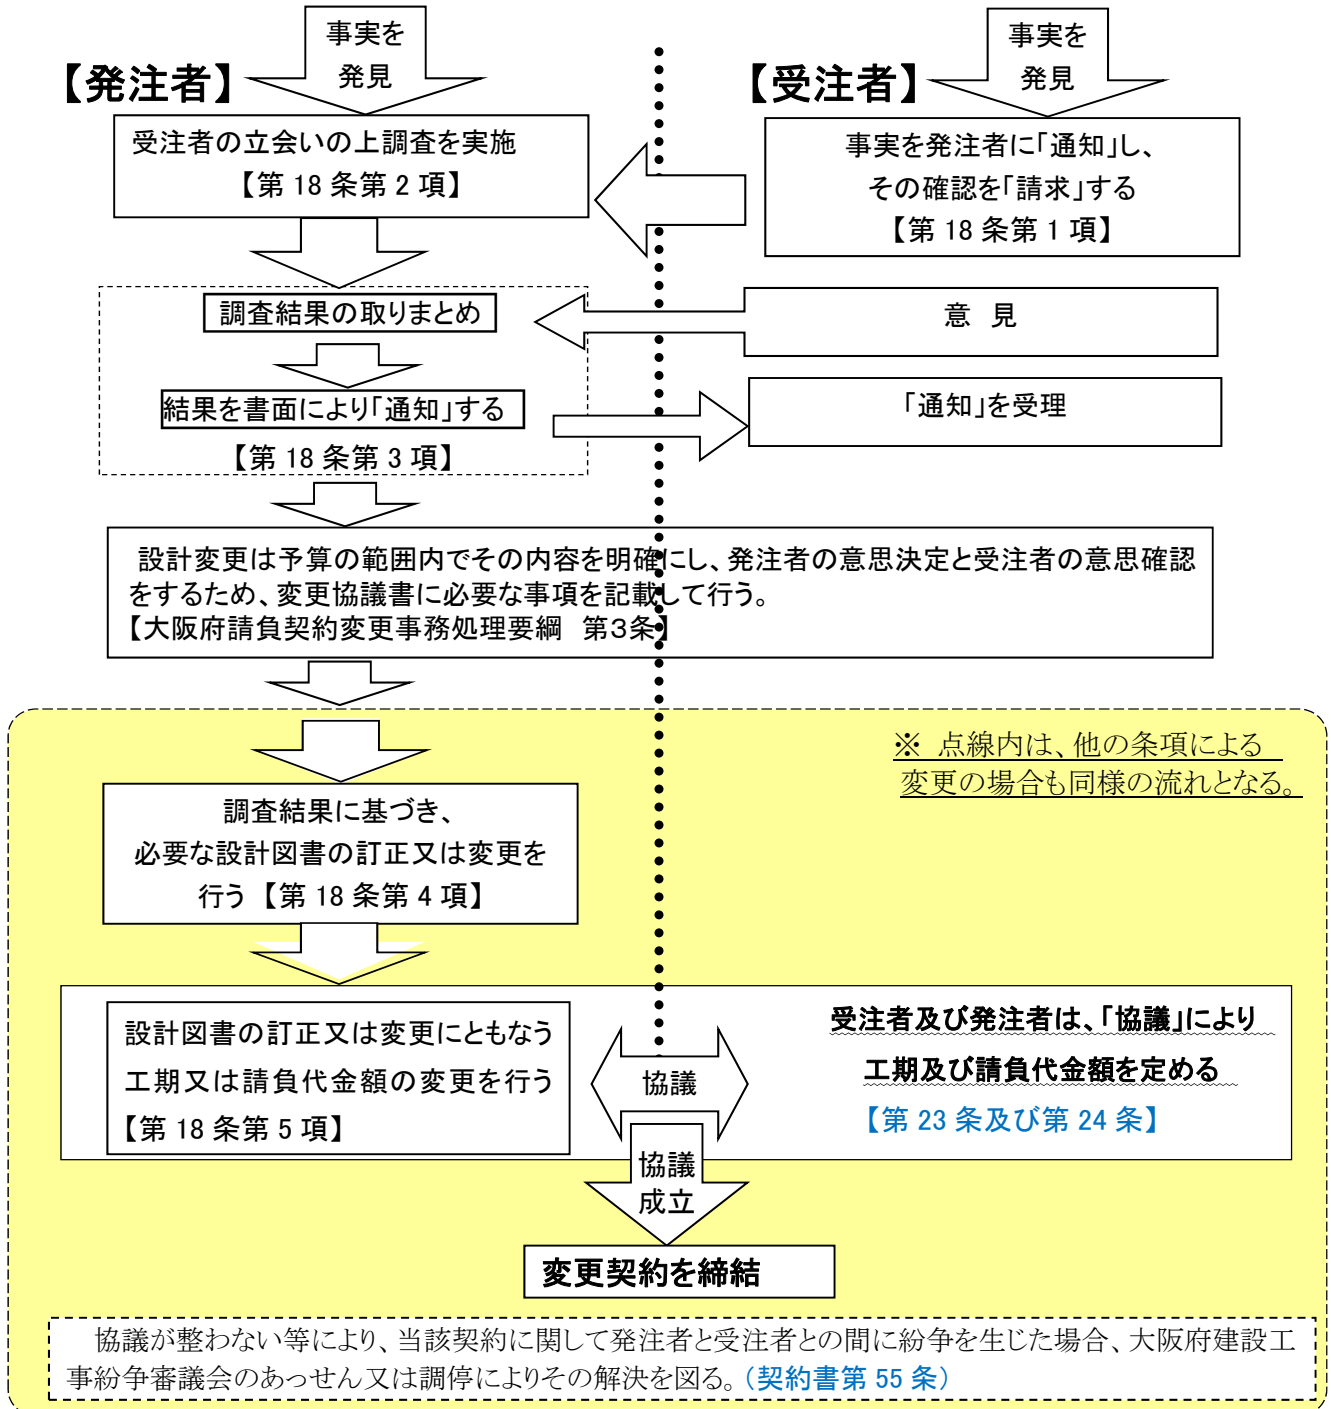 事実を
発見
【発注者】
事実を
発見
【受注者】
受注者の立会いの上調査を実施
【第 18 条第 2 項】
事実を発注者に「通知」し、
その確認を「請求」する
【第 18 条第 1 項】
調査結果の取りまとめ
意 見
結果を書面により「通知」する
【第 18 条第 3 項】
「通知」を受理
設計変更は予算の範囲内でその内容を明確にし、発注者の意思決定と受注者の意思確認
をするため、変更協議書に必要な事項を記載して行う。
【大阪府請負契約変更事務処理要綱 第3条】
※ 点線内は、他の条項による
変更の場合も同様の流れとなる。
調査結果に基づき、
必要な設計図書の訂正又は変更を
行う 【第 18 条第 4 項】
設計図書の訂正又は変更にともなう
工期又は請負代金額の変更を行う
【第 18 条第 5 項】
協議
受注者及び発注者は、「協議」により
工期及び請負代金額を定める
【第 23 条及び第 24 条】
協議
成立
変更契約を締結
協議が整わない等により、当該契約に関して発注者と受注者との間に紛争を生じた場合、大阪府建設工
事紛争審議会のあっせん又は調停によりその解決を図る。（契約書第 55 条）